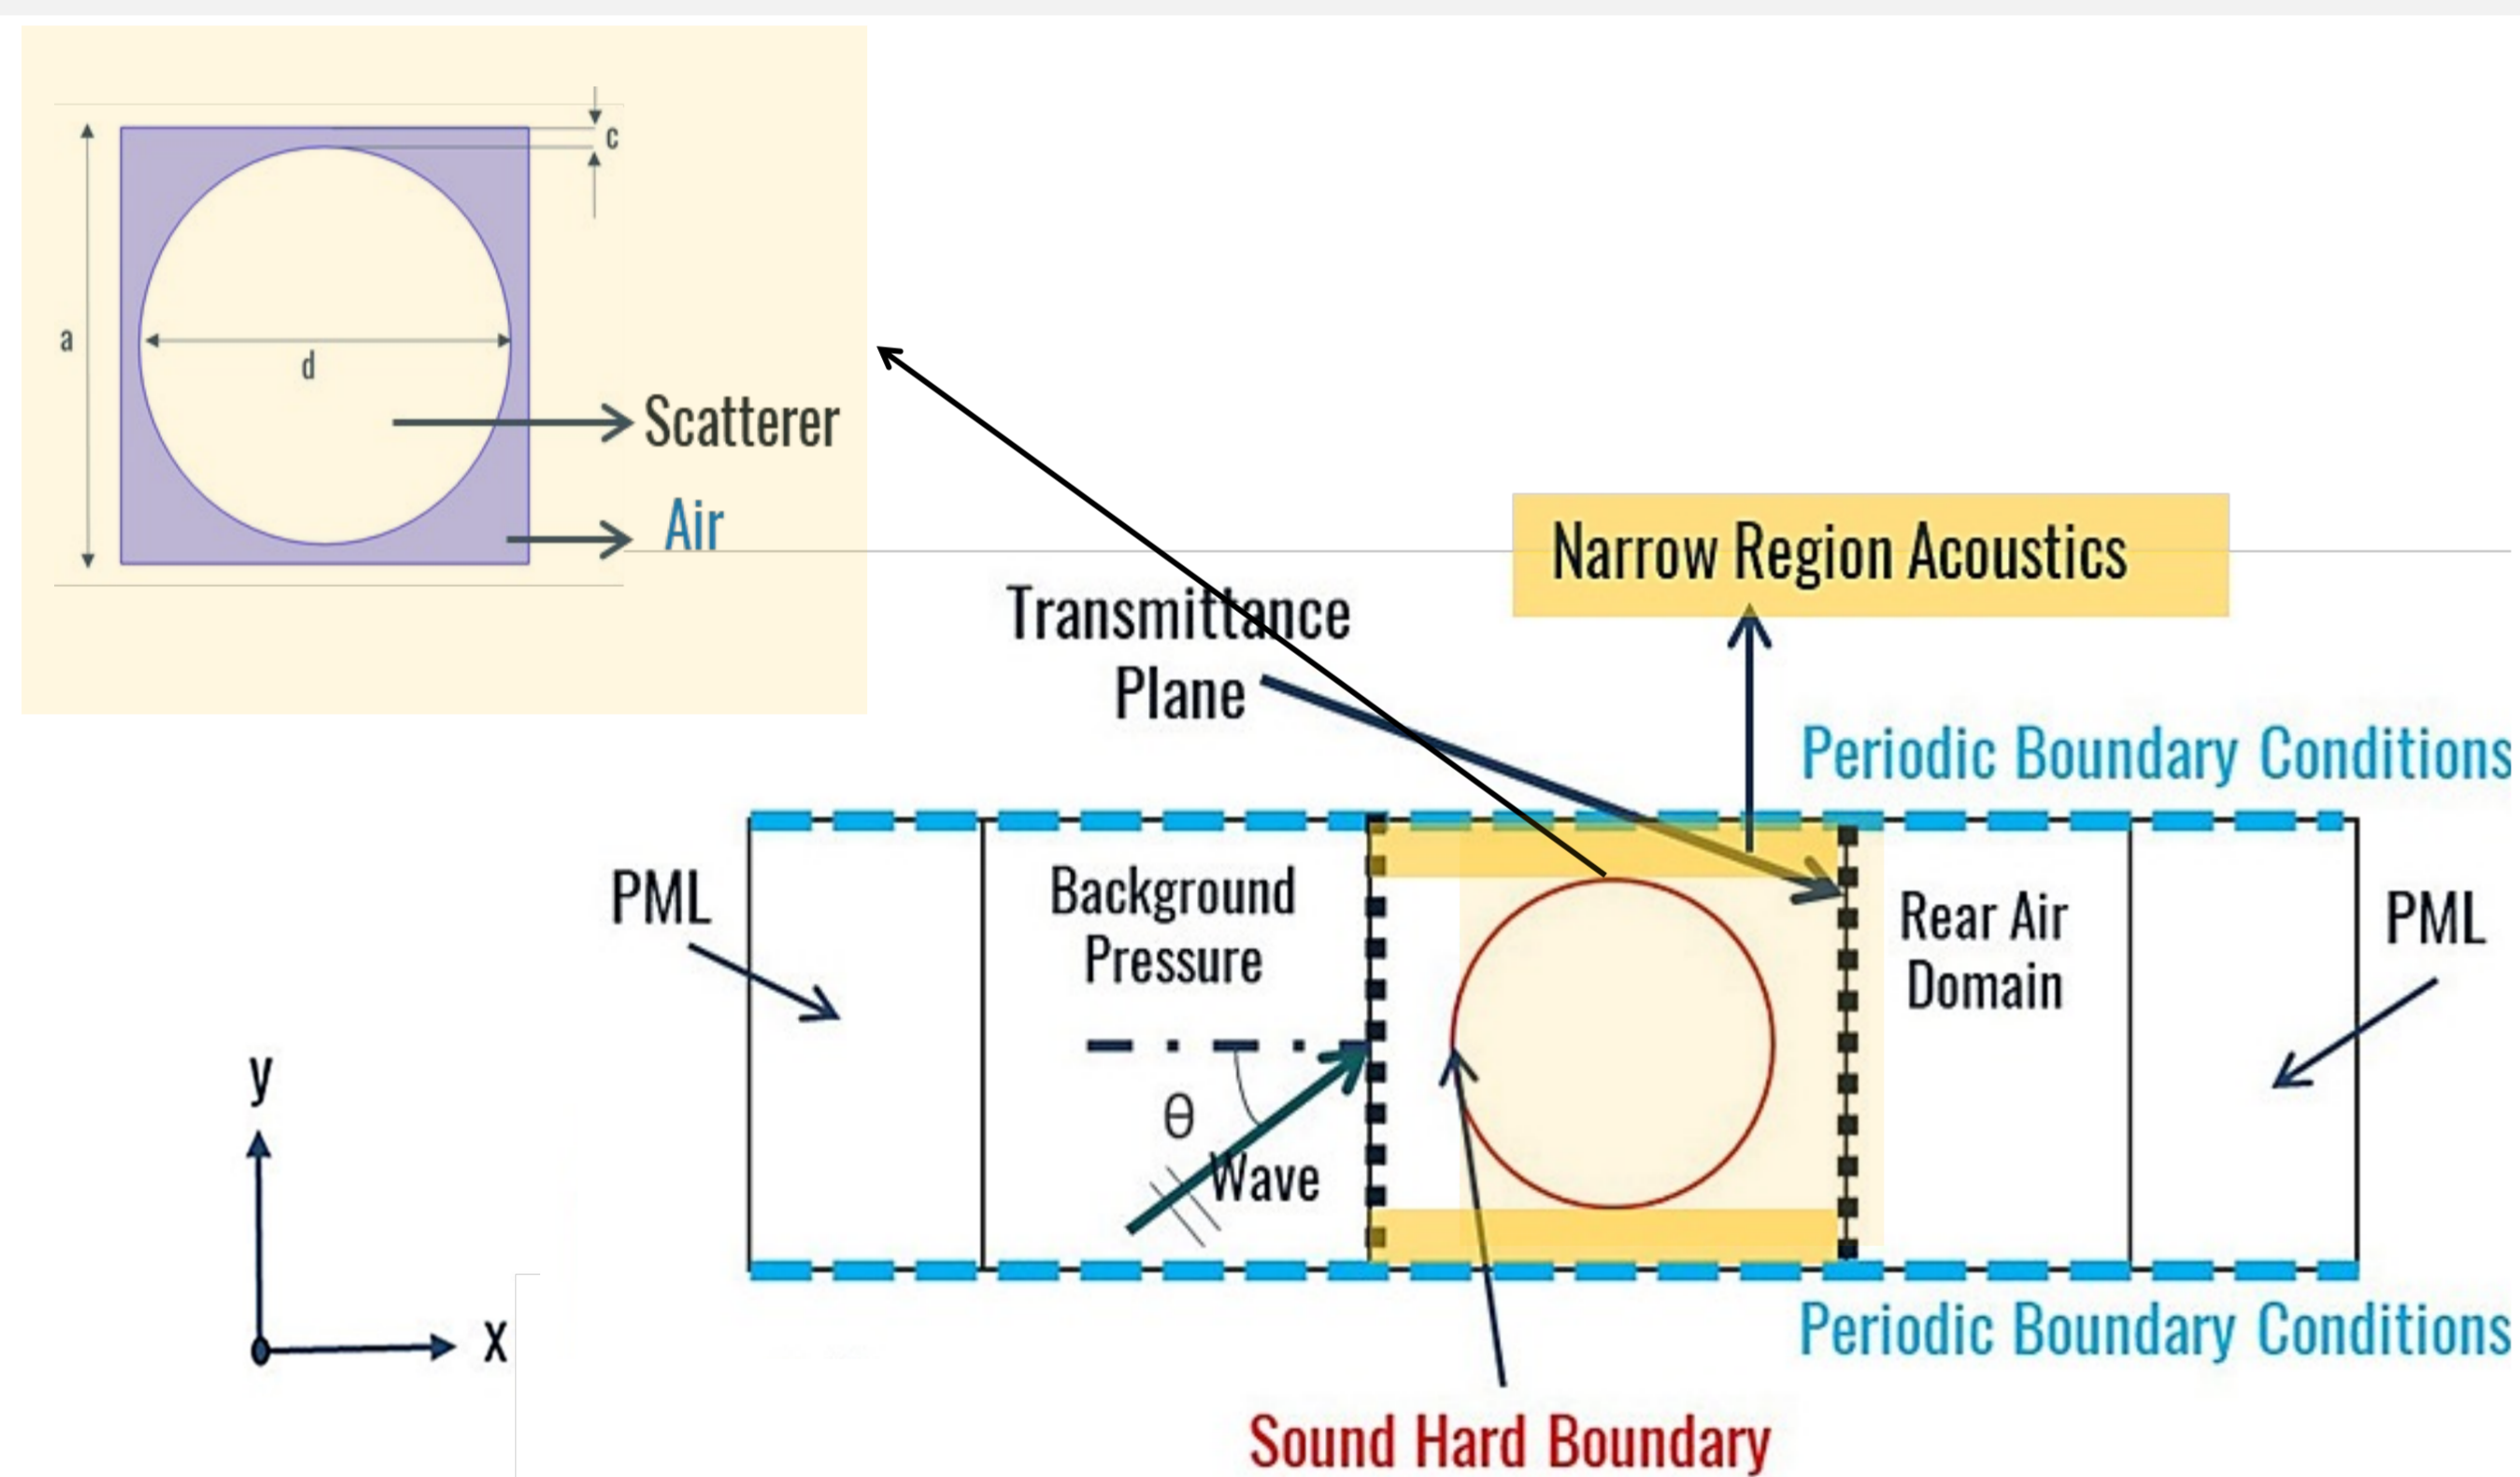 c
a
d
Scatterer
Air
Narrow Region Acoustics
Transmittance
Plane
Periodic Boundary Conditions
PML
Background
Pressure
Rear Air
Domain
PML
θ
Wave
y
x
Periodic Boundary Conditions
Sound Hard Boundary